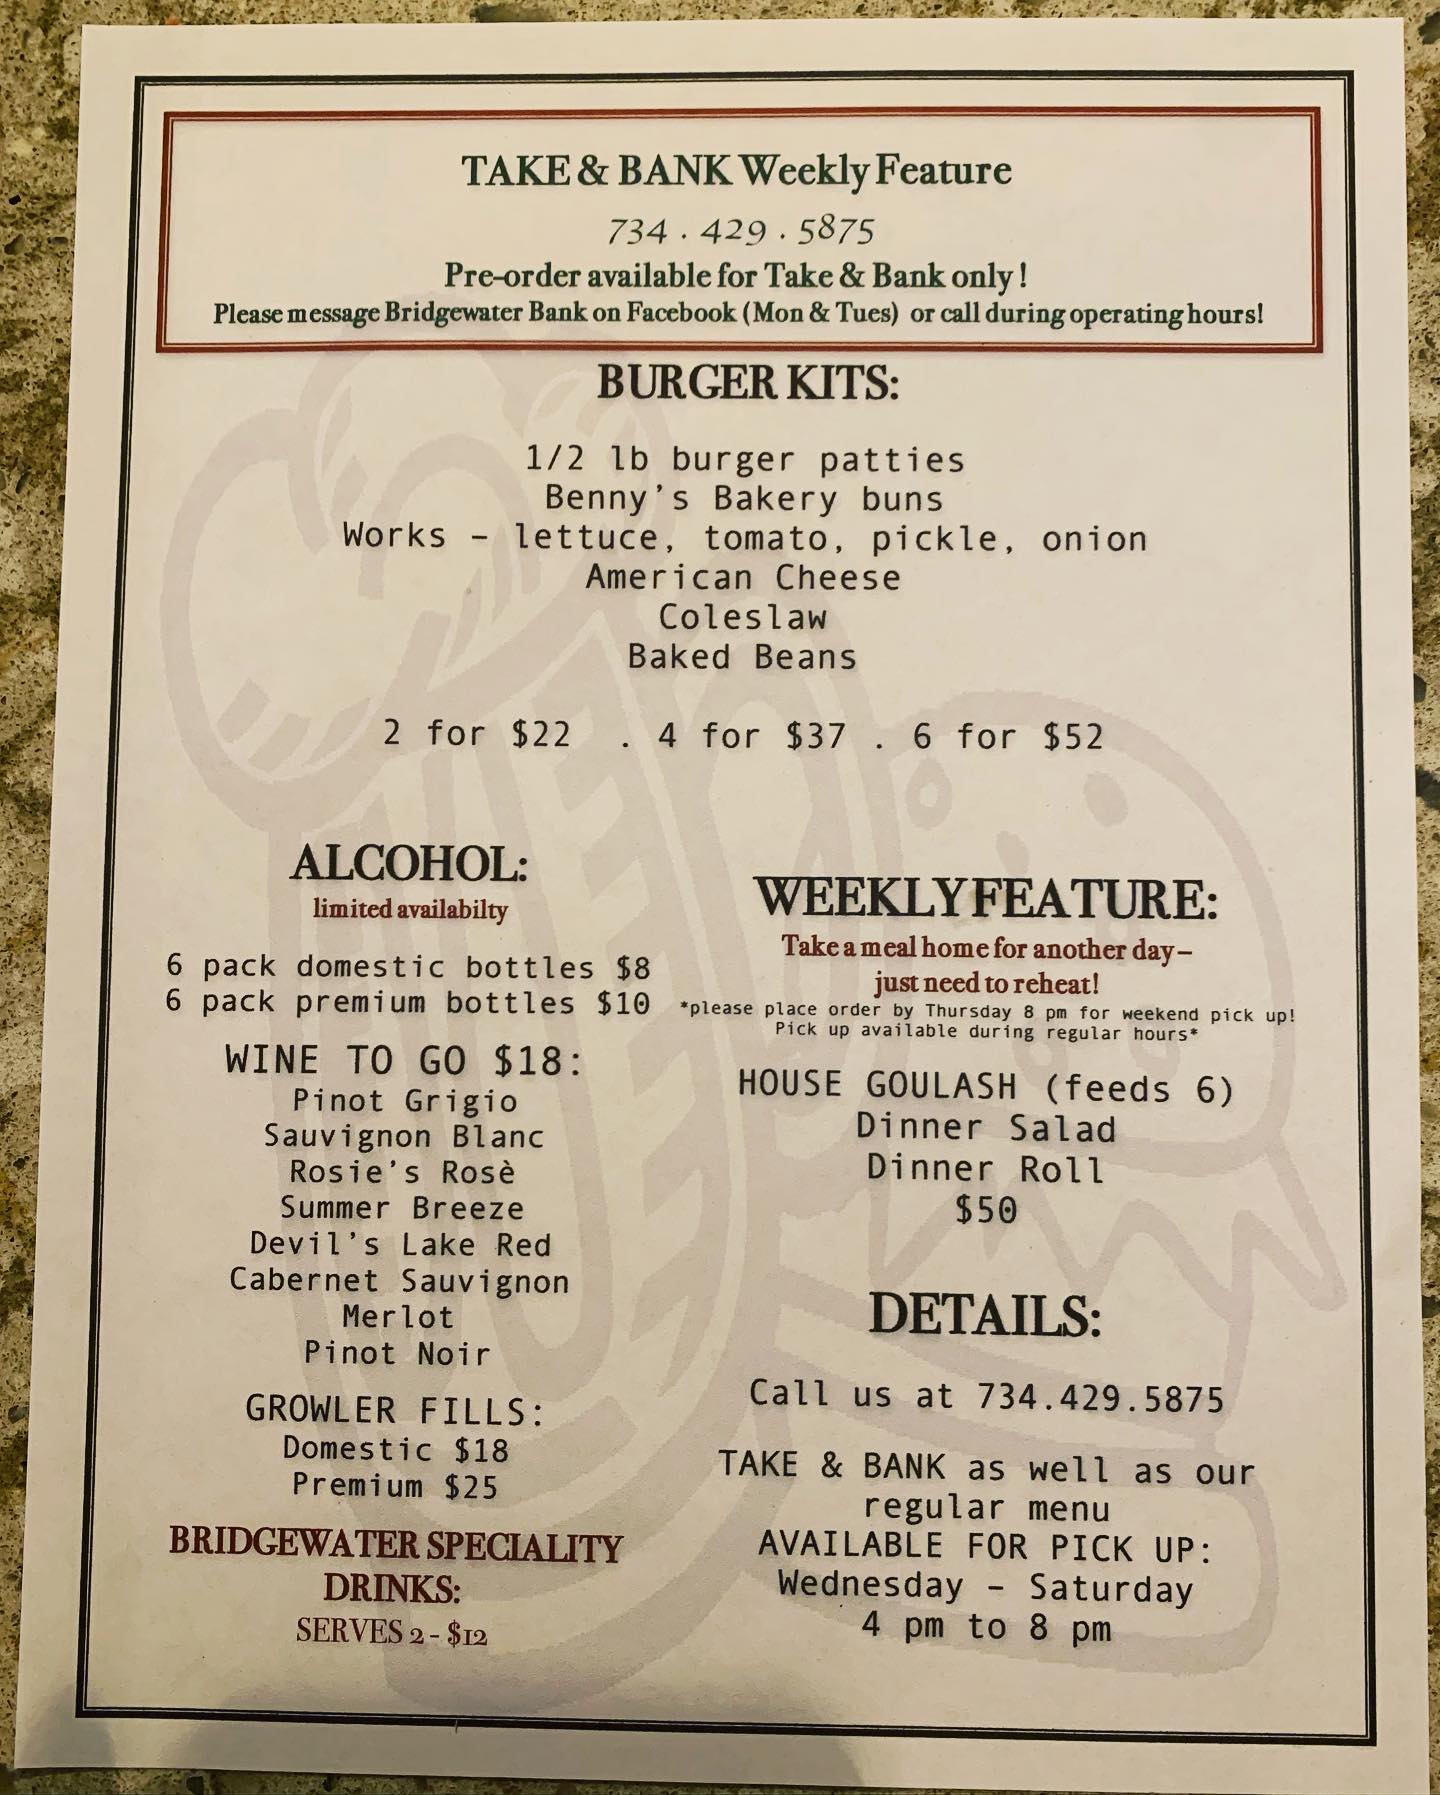 TAKE & BANK Weekly Feature
734 . 429 . 5875
Pre-order available for Take & Bank only!
Please message Bridgewater Bank on Facebook (Mon & Tues) or call during operating hours!
BURGER KITS:
1/2 lb burger patties
Benny's Bakery buns
Works – lettuce, tomato, pickle, onion
American Cheese
Coleslaw
Baked Beans
2 for $22 . 4 for $37 . 6 for $52
ALCOHOL:
limited availabilty
6 pack domestic bottles $8
6 pack premium bottles $10
WINE TO GO $18:
Pinot Grigio
Sauvignon Blanc
Rosie's Rosè
Summer Breeze
Devil's Lake Red
Cabernet Sauvignon
Merlot
Pinot Noir
GROWLER FILLS:
Domestic $18
Premium $25
BRIDGEWATER SPECIALITY
DRINKS:
SERVES 2 - $12
WEEKLY FEATURE:
Take a meal home for another day –
just need to reheat!
*please place order by Thursday 8 pm for weekend pick up!
Pick up available during regular hours*
HOUSE GOULASH (feeds 6)
Dinner Salad
Dinner Roll
$50
DETAILS:
Call us at 734.429.5875
TAKE & BANK as well as our
regular menu
AVAILABLE FOR PICK UP:
Wednesday – Saturday
4 pm to 8 pm